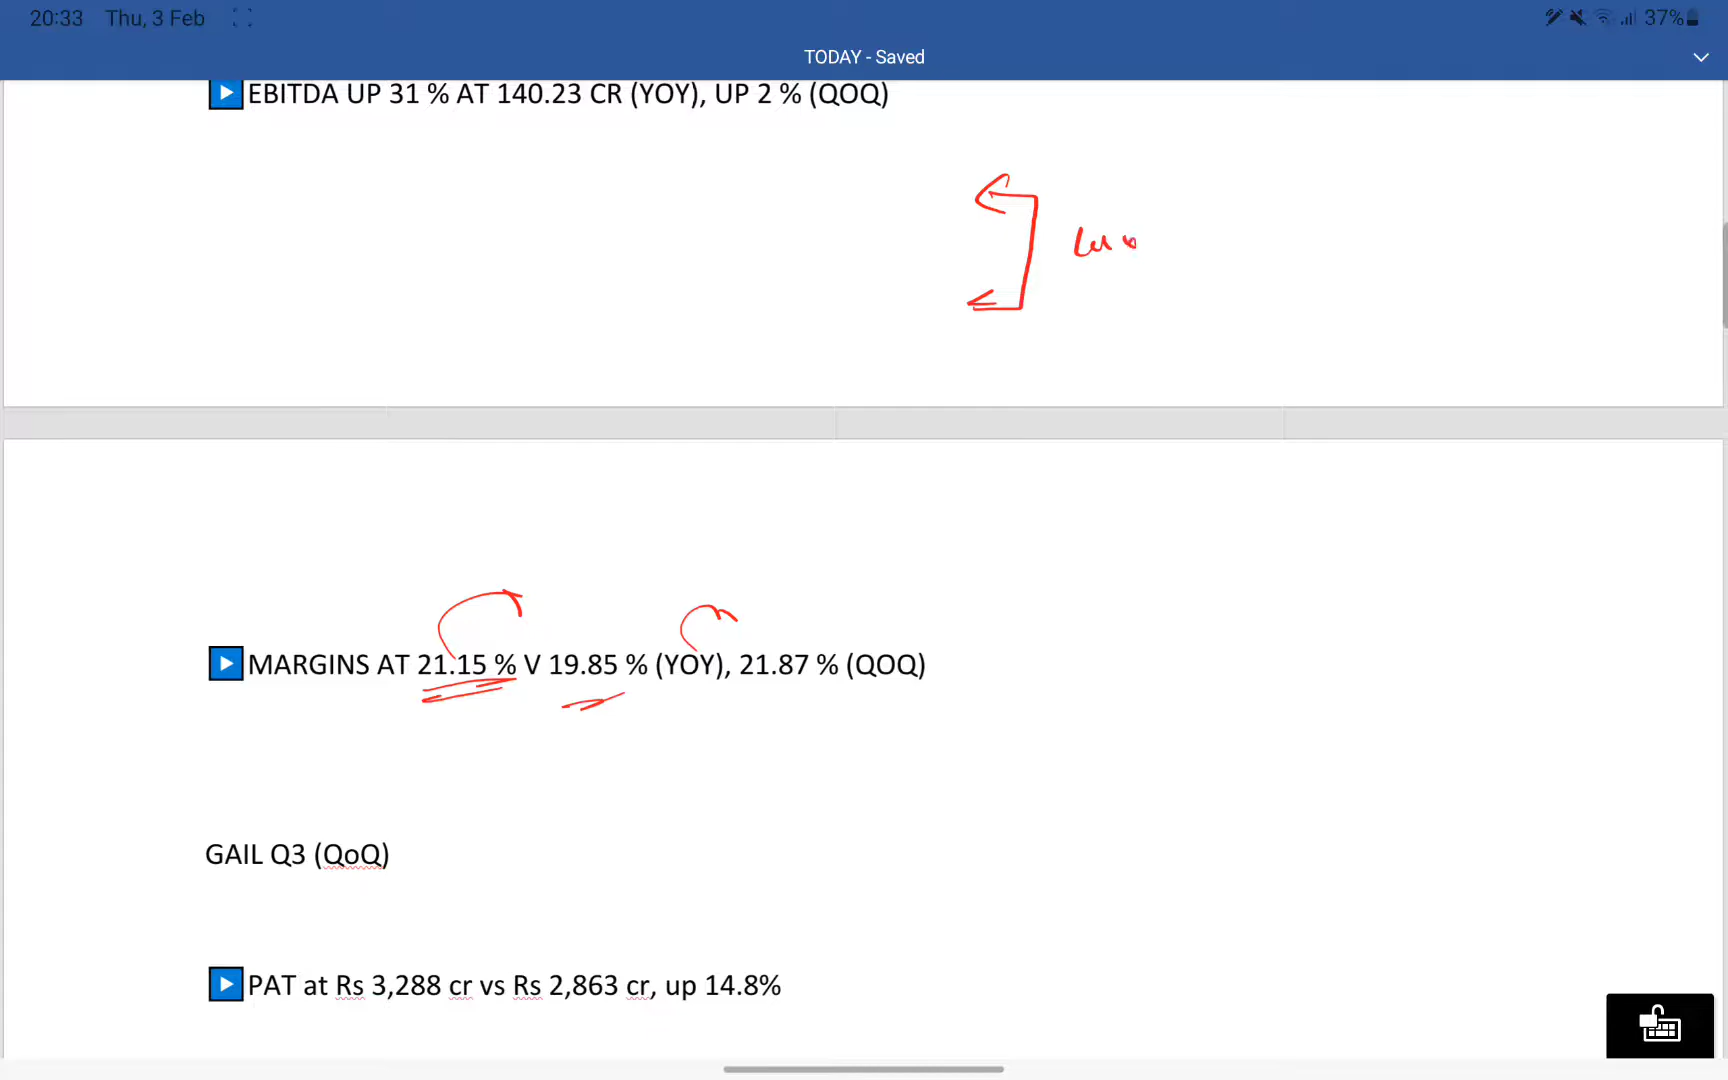 20:33 Thu, 3 Feb 37%
TODAY - Saved
EBITDA UP 31 % AT 140.23 CR (YOY), UP 2 % (QOQ)
MARGINS AT 21.15 % V 19.85 % (YOY), 21.87 % (QOQ)
GAIL Q3 (QoQ)
PAT at Rs 3,288 cr vs Rs 2,863 cr, up 14.8%